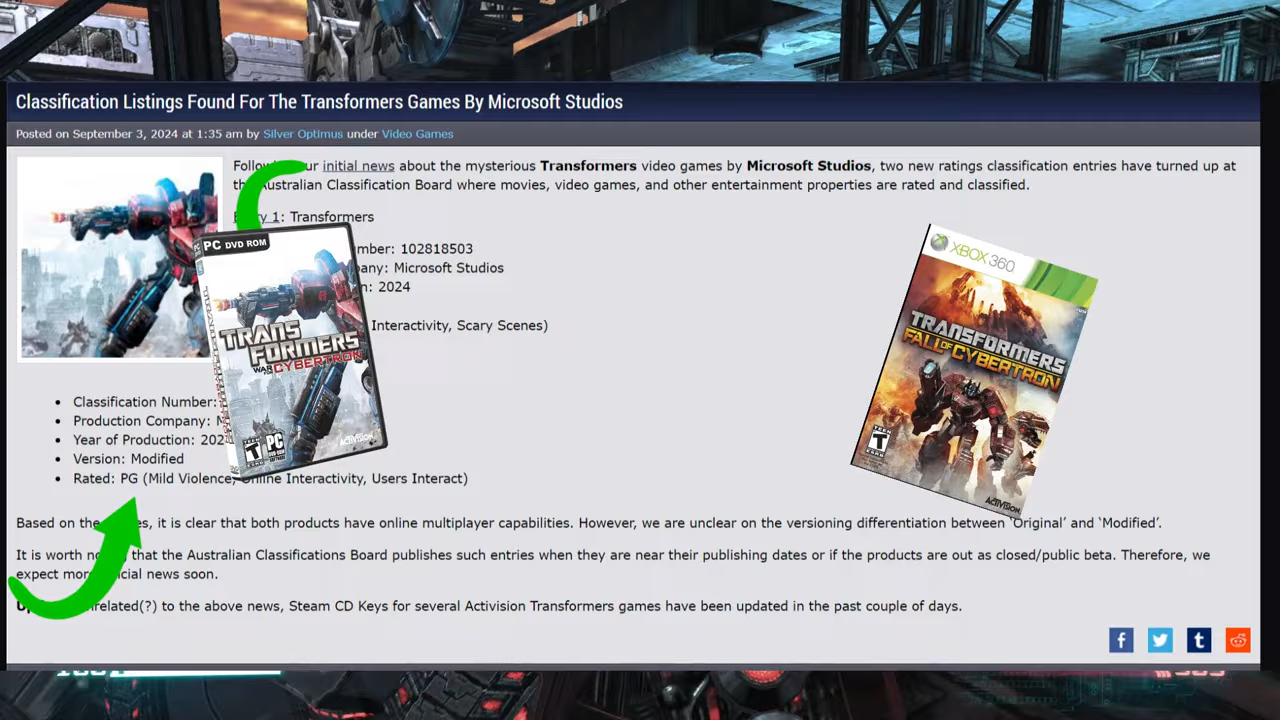 Classification Listings Found For The Transformers Games By Microsoft Studios
Posted on September 3, 2024 at 1:35 am by Silver Optimus under Video Games
initial news about the mysterious Transformers video games by Microsoft Studios, two new ratings classification entries have turned up at
Australian Classification Board where movies, video games, and other entertainment properties are rated and classified.
1: Transformers
102818503
Microsoft Studios
2024
Interactivity, Scary Scenes)
PC DVD ROM
TRANSFORMERS
WAR FOR CYBERTRON
TEEN
PC
ACTIVISION
XBOX 360
TRANSFORMERS
FALL OF CYBERTRON
TEEN
ACTIVISION
• Classification Number:
• Production Company:
• Year of Production:
• Version: Modified
• Rated: PG (Mild Violence, Online Interactivity, Users Interact)
Based on the it is clear that both products have online multiplayer capabilities. However, we are unclear on the versioning differentiation between 'Original' and 'Modified'.
It is worth that the Australian Classifications Board publishes such entries when they are near their publishing dates or if the products are out as closed/public beta. Therefore, we
expect news soon.
to the above news, Steam CD Keys for several Activision Transformers games have been updated in the past couple of days.